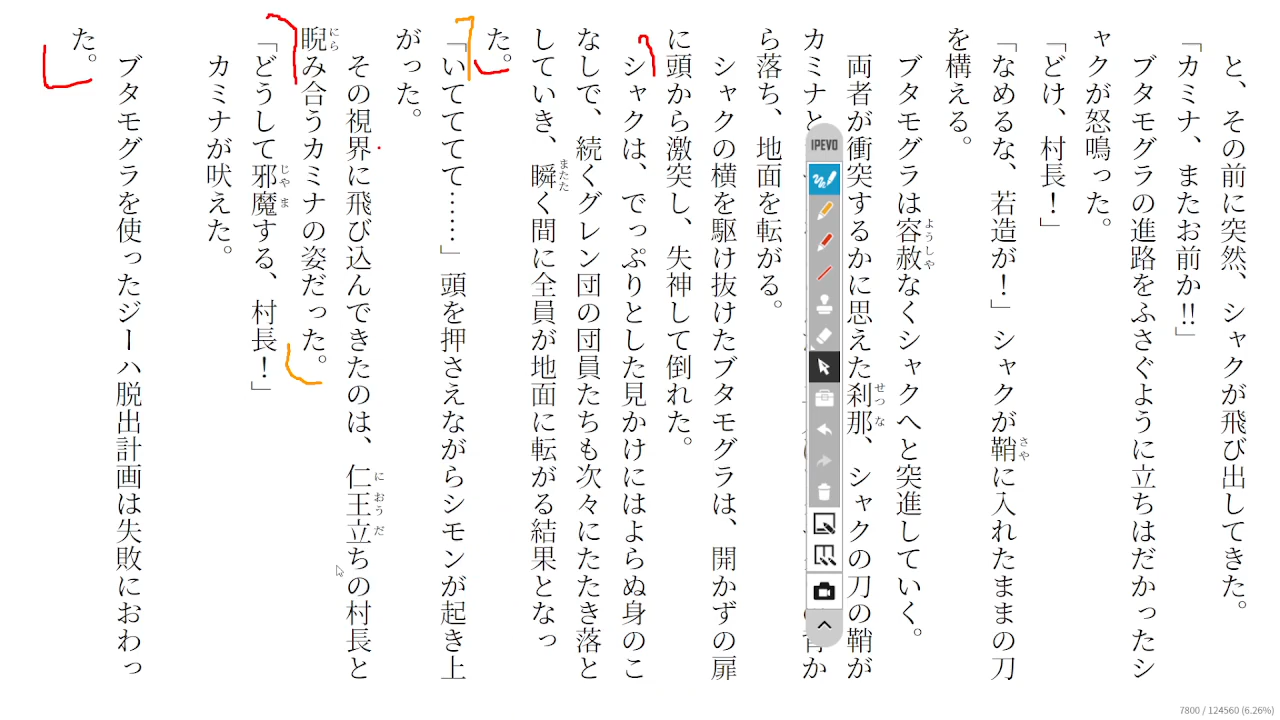 と、その前に突然、シャクが飛び出してきた。
「カミナ、またお前か!!」
ブタモグラの進路をふさぐように立ちはだかったシ
ャクが怒鳴った。
「どけ、村長！」
「なめるな、若造が！」シャクが鞘に入れたままの刀
を構える。
ブタモグラは容赦なくシャクへと突進していく。
両者が衝突するかに思えた刹那、シャクの刀の鞘が
カミナと
ら落ち、地面を転がる。
シャクの横を駆け抜けたブタモグラは、開かずの扉
に頭から激突し、失神して倒れた。
シャクは、でっぷりとした見かけにはよらぬ身のこ
なしで、続くグレン団の団員たちも次々にたたき落と
していき、瞬く間に全員が地面に転がる結果となっ
た。
「いてててて……」頭を押さえながらシモンが起き上
がった。
その視界に飛び込んできたのは、仁王立ちの村長と
睨み合うカミナの姿だった。
「どうして邪魔する、村長！」
カミナが吠えた。
ブタモグラを使ったジーハ脱出計画は失敗におわっ
た。
IPEVO
7800 / 124560 (6.26%)